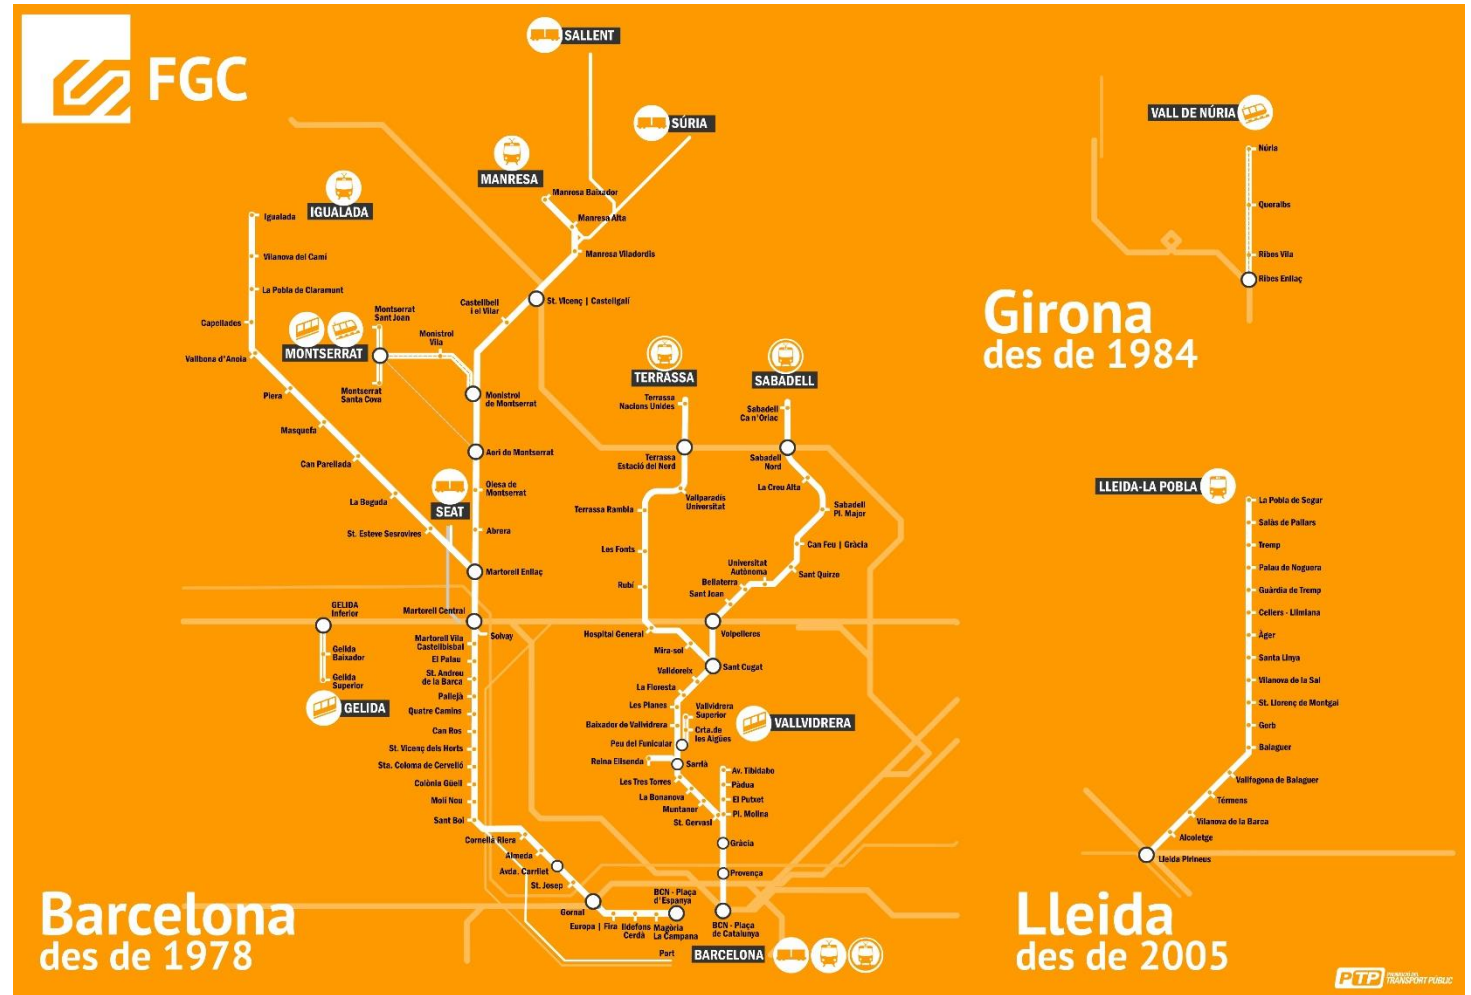 FGC
SALLENT
SÚRIA
MANRESA
Manresa Baixador
Manresa Alta
Manresa Viladordis
IGUALADA
Igualada
Vilanova del Camí
La Pobla de Claramunt
Capellades
Vallbona d'Anoia
Piera
Masquefa
Can Parellada
La Beguda
St. Esteve Sesrovires
St. Vicenç | Castellgalí
Castellbell
i el Vilar
Montserrat
Sant Joan
MONTSERRAT
Monistrol
Vila
Montserrat
Santa Cova
Monistrol
de Montserrat
Aeri de Montserrat
Olesa de
Montserrat
SEAT
Abrera
Martorell Enllaç
Martorell Central
Solvay
Martorell Vila
Castellbisbal
El Palau
St. Andreu
de la Barca
Pallejà
Quatre Camins
Can Ros
St. Vicenç dels Horts
Sta. Coloma de Cervelló
Colònia Güell
Molí Nou
Sant Boi
Cornellà Riera
Almeda
Avda. Carrilet
St. Josep
Gornal
Europa | Fira
Ildefons
Cerdà
Magòria
La Campana
BCN - Plaça
d'Espanya
Port
GELIDA
Inferior
Gelida
Baixador
Gelida
Superior
GELIDA
TERRASSA
Terrassa
Nacions Unides
Terrassa
Estació del Nord
Vallparadís
Universitat
Terrassa Rambla
Les Fonts
Rubí
Hospital General
Mira-sol
SABADELL
Sabadell
Ca n'Oriac
Sabadell
Nord
La Creu Alta
Sabadell
Pl. Major
Can Feu | Gràcia
Sant Quirze
Universitat
Autònoma
Bellaterra
Sant Joan
Volpelleres
Sant Cugat
Valldoreix
La Floresta
Les Planes
Baixador de Vallvidrera
Vallvidrera
Superior
Crta.de
les Aigües
VALLVIDRERA
Peu del Funicular
Reina Elisenda
Sarrià
Les Tres Torres
La Bonanova
Muntaner
St. Gervasi
Av. Tibidabo
Pàdua
El Putxet
Pl. Molina
Gràcia
Provença
BCN - Plaça
de Catalunya
BARCELONA
Barcelona
des de 1978
VALL DE NÚRIA
Núria
Queralbs
Ribes Vila
Ribes Enllaç
Girona
des de 1984
LLEIDA-LA POBLA
La Pobla de Segur
Salàs de Pallars
Tremp
Palau de Noguera
Guàrdia de Tremp
Cellers - Llimiana
Àger
Santa Linya
Vilanova de la Sal
St. Llorenç de Montgai
Gerb
Balaguer
Vallfogona de Balaguer
Térmens
Vilanova de la Barca
Alcoletge
Lleida Pirineus
Lleida
des de 2005
PTP
TRANSPORT PÚBLIC